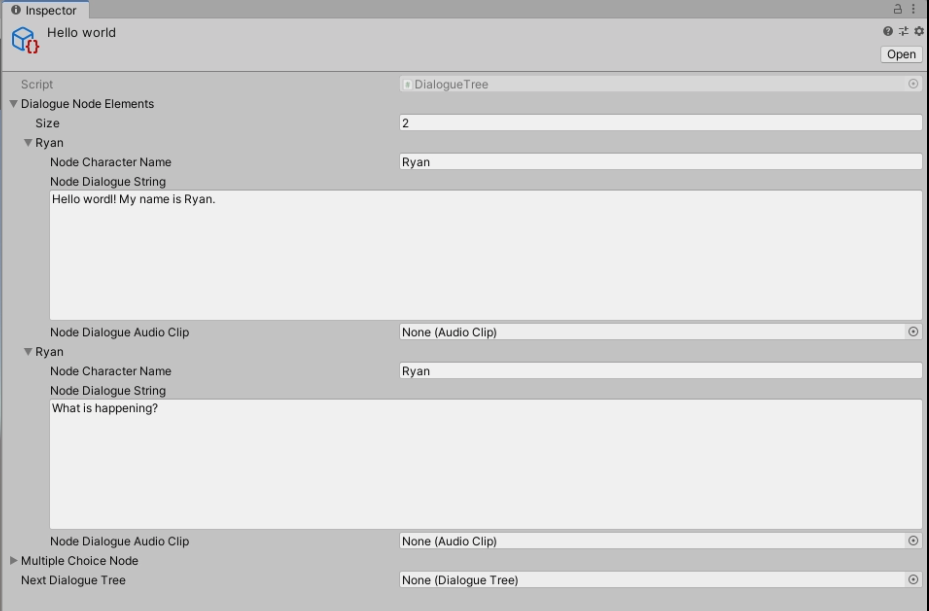 Inspector
Hello world
Open
Script DialogueTree
Dialogue Node Elements
Size 2
Ryan
Node Character Name Ryan
Node Dialogue String
Hello wordl! My name is Ryan.
Node Dialogue Audio Clip None (Audio Clip)
Ryan
Node Character Name Ryan
Node Dialogue String
What is happening?
Node Dialogue Audio Clip None (Audio Clip)
Multiple Choice Node
Next Dialogue Tree None (Dialogue Tree)